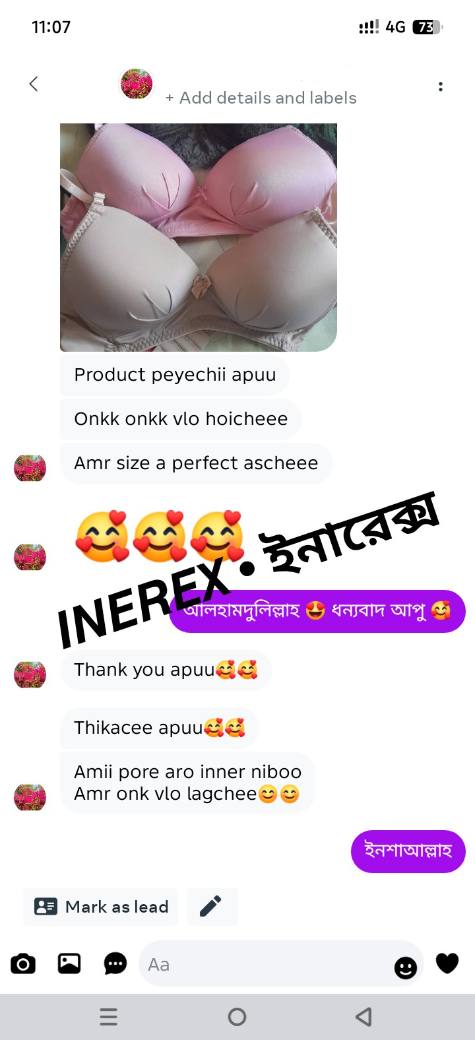 11:07
4G 73
+ Add details and labels
Product peyechii apuu
Onkk onkk vlo hoicheee
Amr size a perfect ascheee
🥰🥰🥰
INEREX • ইনারেক্স
আলহামদুলিল্লাহ 🤩 ধন্যবাদ আপু 🥰
Thank you apuu🥰🥰
Thikacee apuu🥰🥰
Amii pore aro inner niboo
Amr onk vlo lagchee😊😊
ইনশাআল্লাহ
Mark as lead
Aa